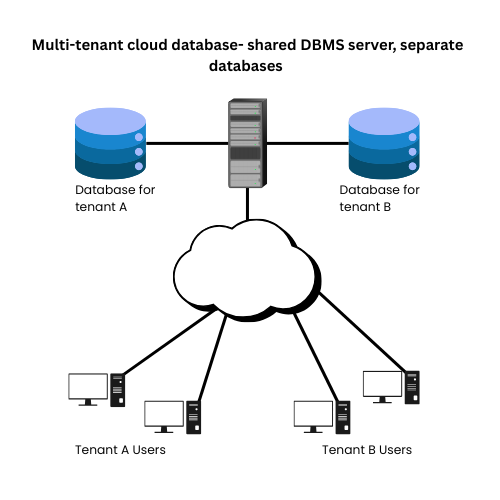 Multi-tenant cloud database- shared DBMS server, separate
databases
Database for
tenant A
Database for
tenant B
Tenant A Users
Tenant B Users